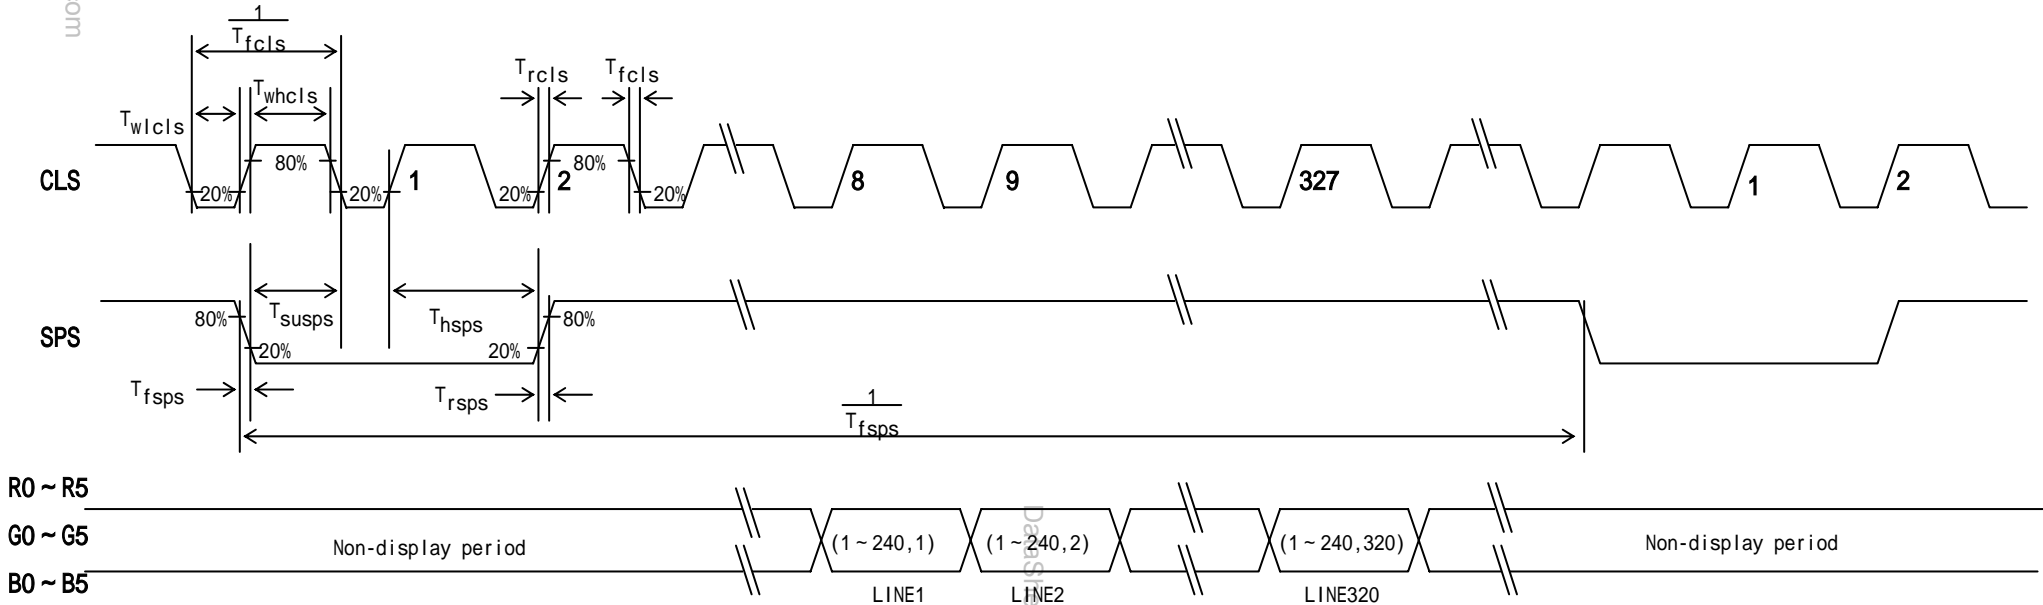 com
1
Tfcls
Twlcls
Twhcls
Trcls
Tfcls
CLS
20%
80%
20%
1
20%
2
80%
20%
8
9
327
1
2
SPS
80%
20%
Tsusps
Thsps
20%
80%
Tfsps
Trsps
1
Tfsps
R0~R5
G0~G5
B0~B5
Non-display period
(1~240,1)
(1~240,2)
(1~240,320)
Non-display period
LINE1
LINE2
LINE320
DataShe